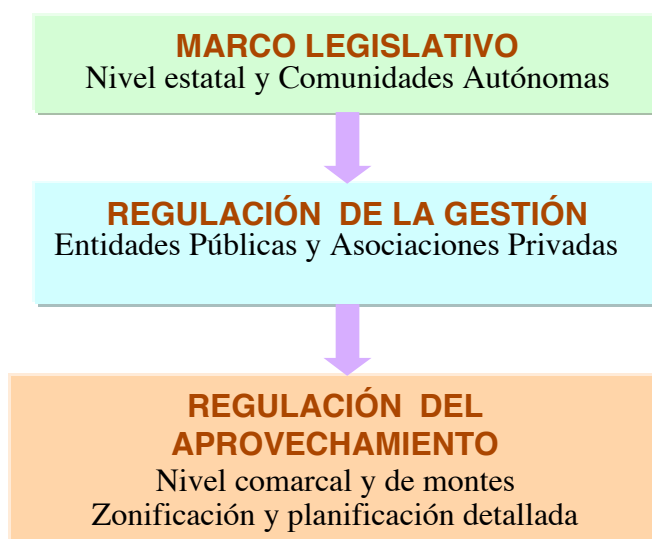 MARCO LEGISLATIVO
Nivel estatal y Comunidades Autónomas
REGULACIÓN DE LA GESTIÓN
Entidades Públicas y Asociaciones Privadas
REGULACIÓN DEL
APROVECHAMIENTO
Nivel comarcal y de montes
Zonificación y planificación detallada